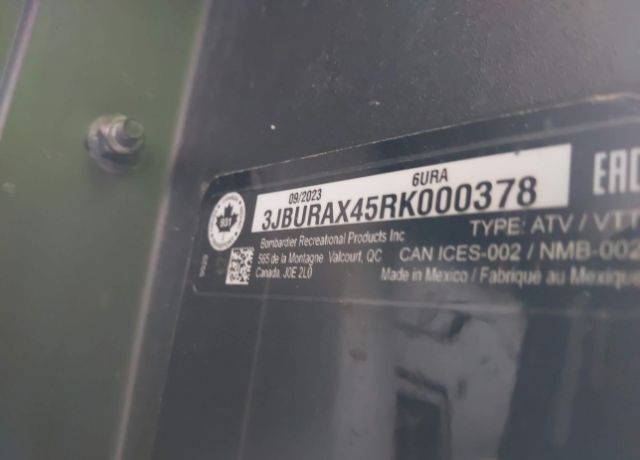 09/2023 6URA
3JBURAX45RK000378
EAC
TYPE: ATV / VTT
Bombardier Recreational Products Inc
565 de la Montagne Valcourt, QC
Canada, J0E 2L0
CAN ICES-002 / NMB-002
Made in Mexico / Fabriqué au Mexique